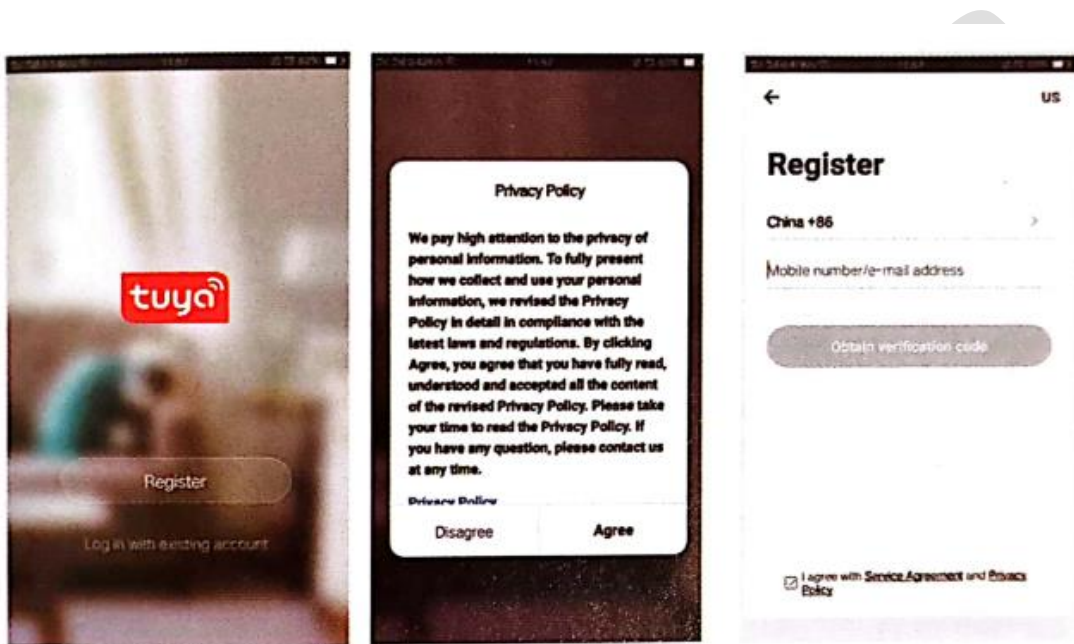 tuya
Register
Log in with existing account
Privacy Policy
We pay high attention to the privacy of
personal information. To fully present
how we collect and use your personal
information, we revised the Privacy
Policy in detail in compliance with the
latest laws and regulations. By clicking
Agree, you agree that you have fully read,
understood and accepted all the content
of the revised Privacy Policy. Please take
your time to read the Privacy Policy. If
you have any question, please contact us
at any time.
Privacy Policy
Disagree Agree
US
Register
China +86
Mobile number/e-mail address
Obtain verification code
I agree with Service Agreement and Privacy
Policy